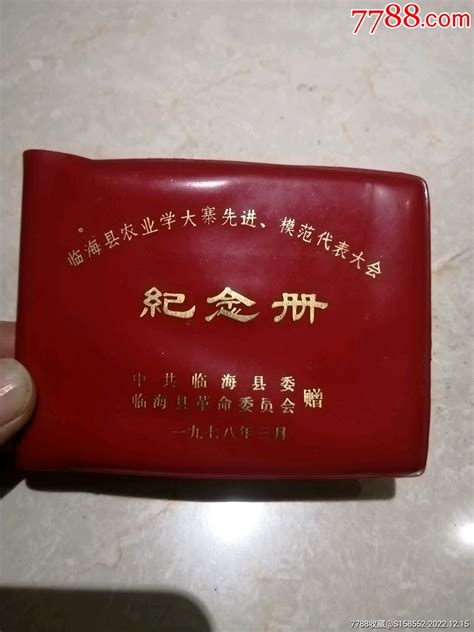 7788.com
临海县农业学大寨先进、模范代表大会
紀念册
中共临海县委
临海县革命委员会 赠
一九七八年三月
7788收藏@S158552-2022.12.15